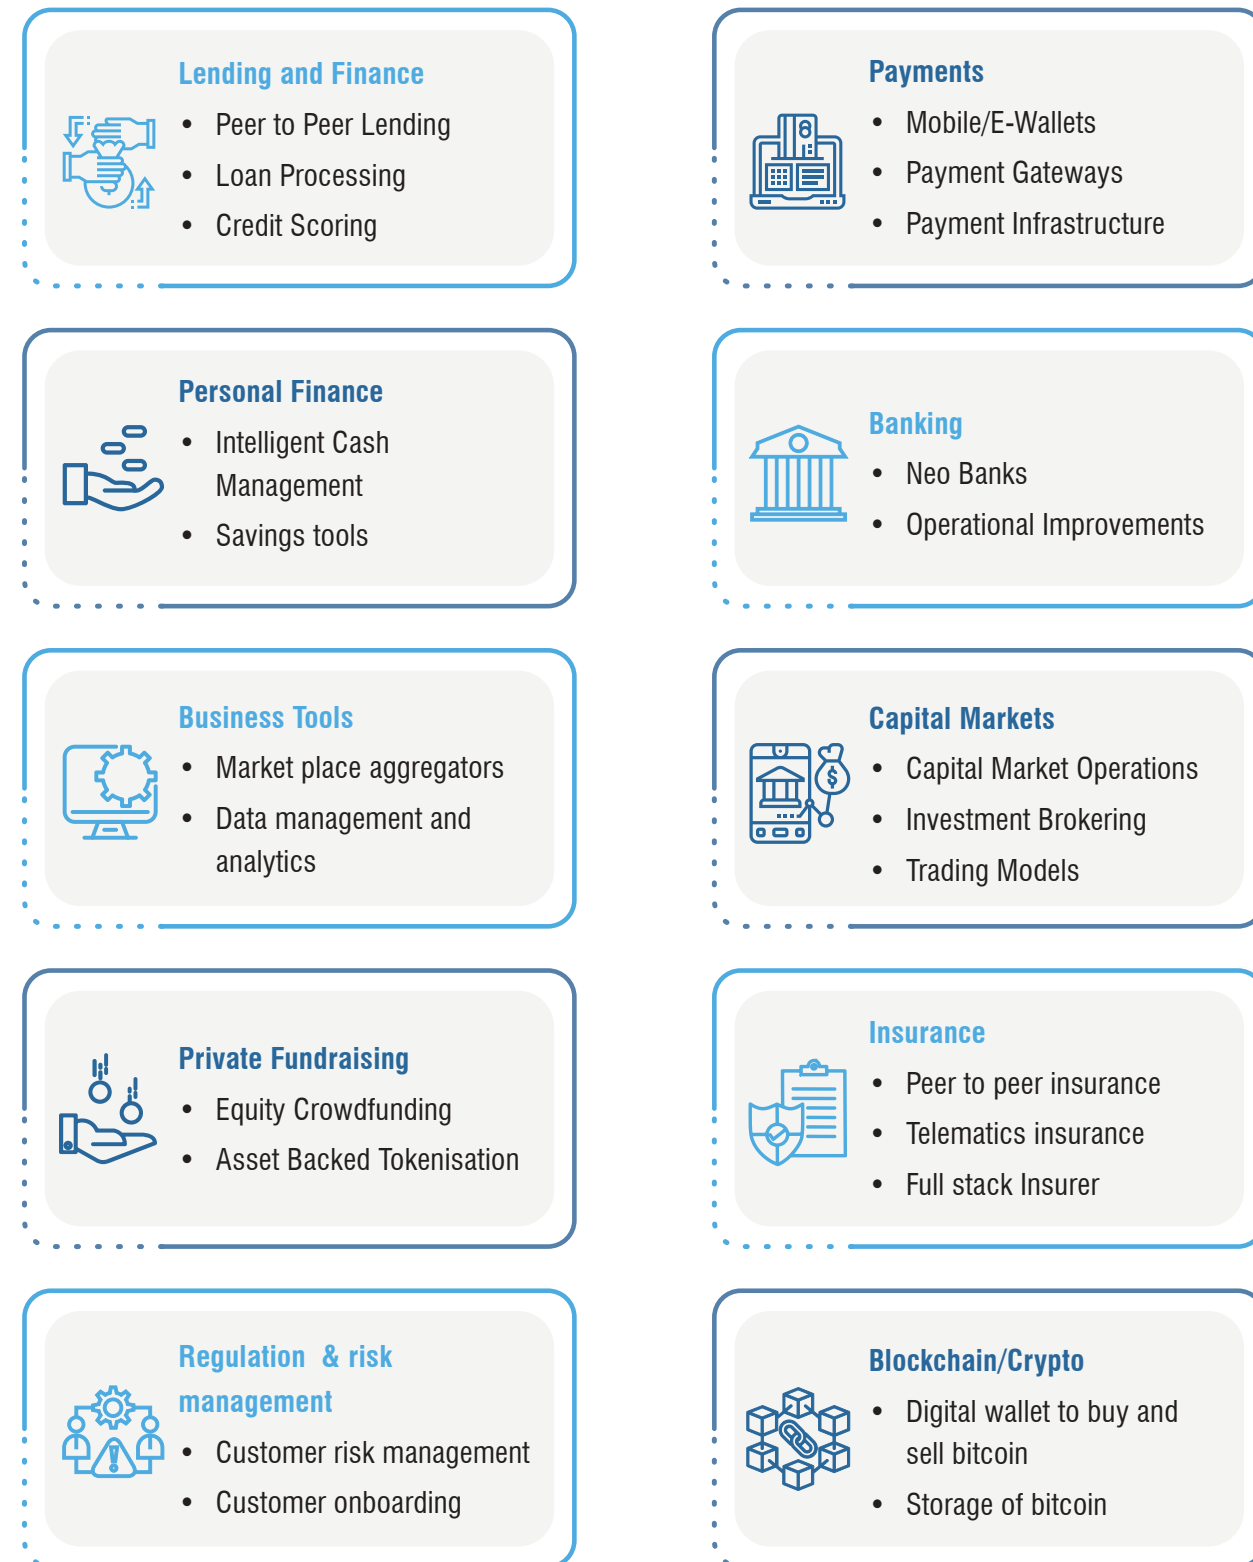 Lending and Finance
• Peer to Peer Lending
• Loan Processing
• Credit Scoring
Payments
• Mobile/E-Wallets
• Payment Gateways
• Payment Infrastructure
Personal Finance
• Intelligent Cash
Management
• Savings tools
Banking
• Neo Banks
• Operational Improvements
Business Tools
• Market place aggregators
• Data management and
analytics
Capital Markets
• Capital Market Operations
• Investment Brokering
• Trading Models
Private Fundraising
• Equity Crowdfunding
• Asset Backed Tokenisation
Insurance
• Peer to peer insurance
• Telematics insurance
• Full stack Insurer
Regulation & risk
management
• Customer risk management
• Customer onboarding
Blockchain/Crypto
• Digital wallet to buy and
sell bitcoin
• Storage of bitcoin